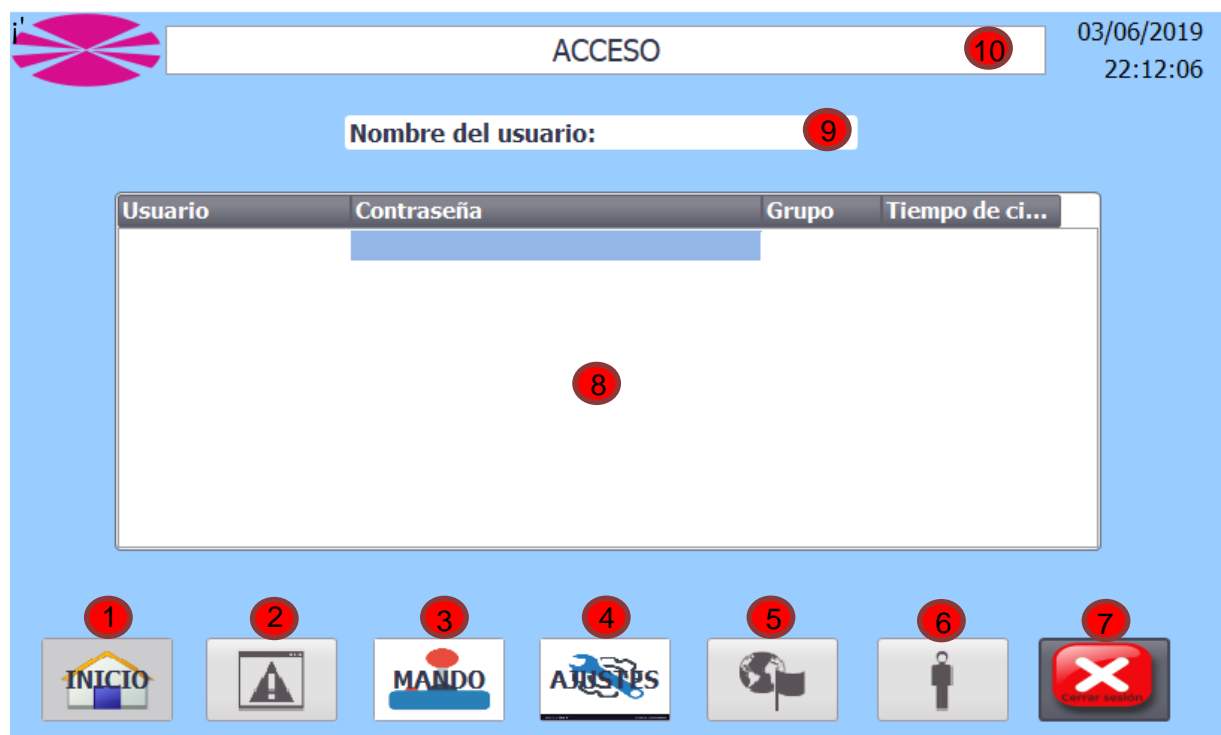 ACCESO
10
03/06/2019
22:12:06
Nombre del usuario:
9
Usuario Contraseña Grupo Tiempo de ci...
8
1 2 3 4 5 6 7
INICIO MANDO AJUSTES Cerrar sesión